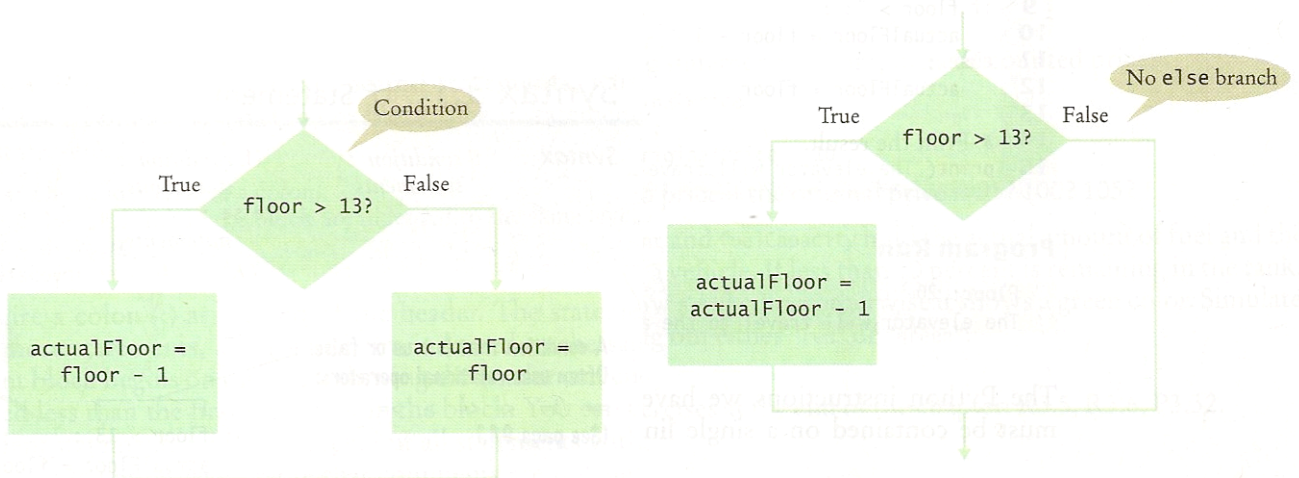 Condition
True
False
floor > 13?
actualFloor =
floor - 1
actualFloor =
floor
No else branch
True
False
floor > 13?
actualFloor =
actualFloor - 1